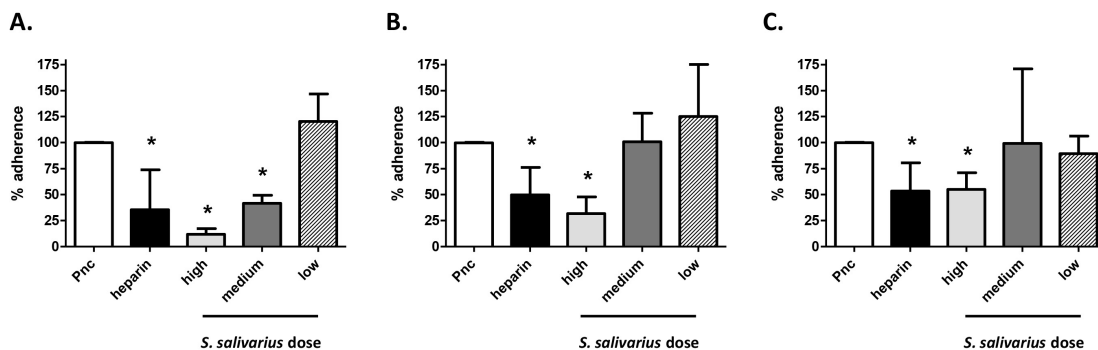 A.
% adherence
175
150
125
100
75
50
25
0
*
*
*
Pnc
heparin
high
medium
low
S. salivarius dose
B.
% adherence
175
150
125
100
75
50
25
0
*
*
Pnc
heparin
high
medium
low
S. salivarius dose
C.
% adherence
175
150
125
100
75
50
25
0
*
*
Pnc
heparin
high
medium
low
S. salivarius dose